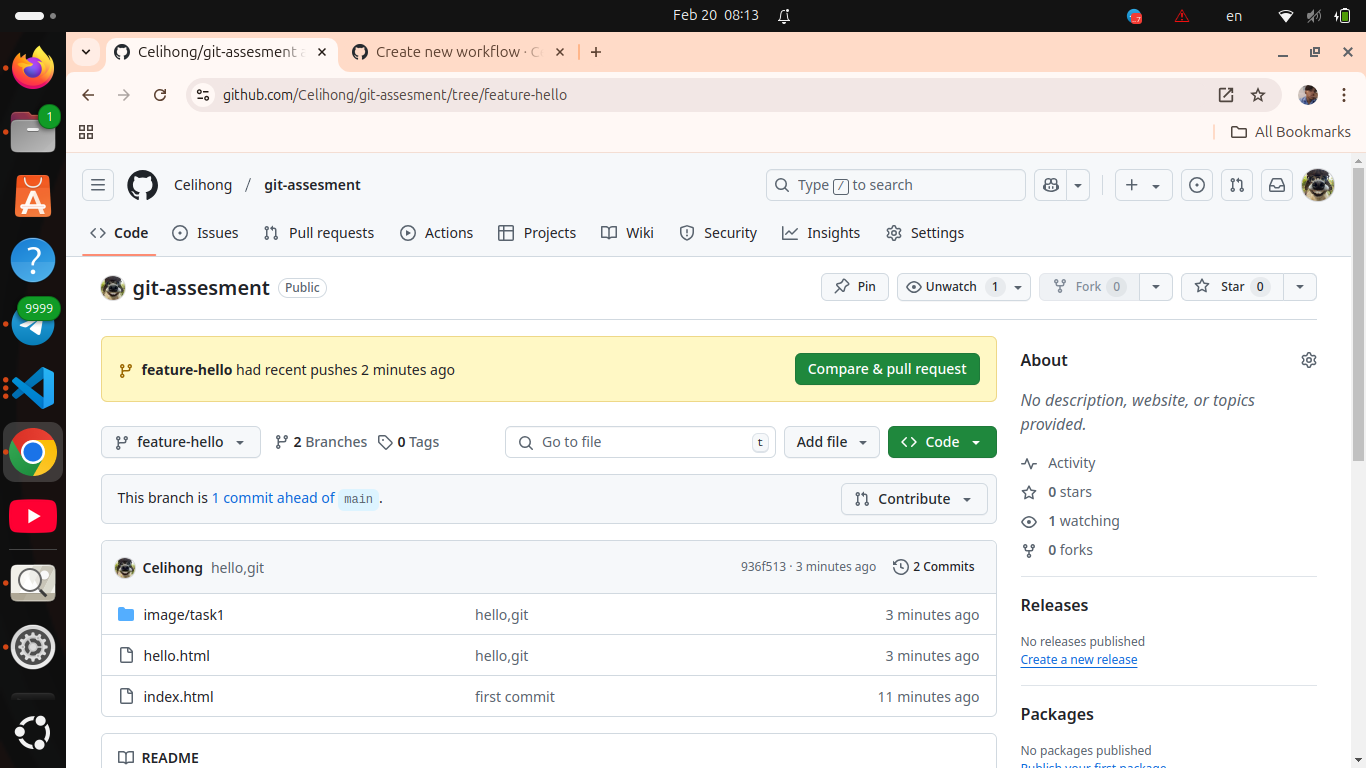 Feb 20 08:13
en
1
9999
Celihong/git-assesment
Create new workflow ·
github.com/Celihong/git-assesment/tree/feature-hello
All Bookmarks
Celihong / git-assesment
Type / to search
Code Issues Pull requests Actions Projects Wiki Security Insights Settings
git-assesment Public
Pin Unwatch 1 Fork 0 Star 0
feature-hello had recent pushes 2 minutes ago
Compare & pull request
feature-hello 2 Branches 0 Tags Go to file t Add file Code
This branch is 1 commit ahead of main .
Contribute
Celihong hello,git 936f513 · 3 minutes ago 2 Commits
image/task1 hello,git 3 minutes ago
hello.html hello,git 3 minutes ago
index.html first commit 11 minutes ago
README
About
No description, website, or topics
provided.
Activity
0 stars
1 watching
0 forks
Releases
No releases published
Create a new release
Packages
No packages published
Publish your first package